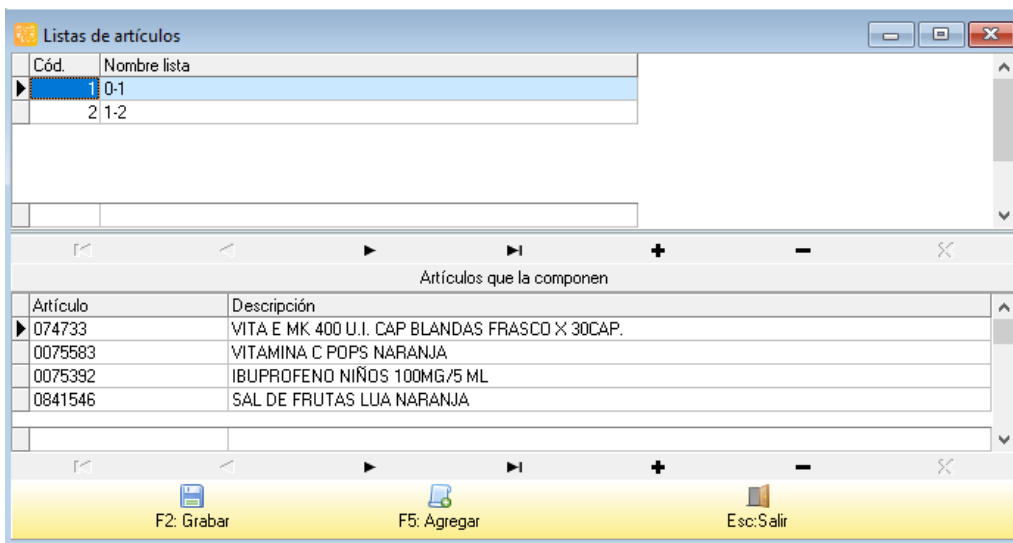 Listas de artículos
Cód. Nombre lista
1 0-1
2 1-2
Artículos que la componen
Artículo Descripción
074733 VITA E MK 400 U.I. CAP BLANDAS FRASCO X 30CAP.
0075583 VITAMINA C POPS NARANJA
0075392 IBUPROFENO NIÑOS 100MG/5 ML
0841546 SAL DE FRUTAS LUA NARANJA
F2: Grabar F5: Agregar Esc:Salir